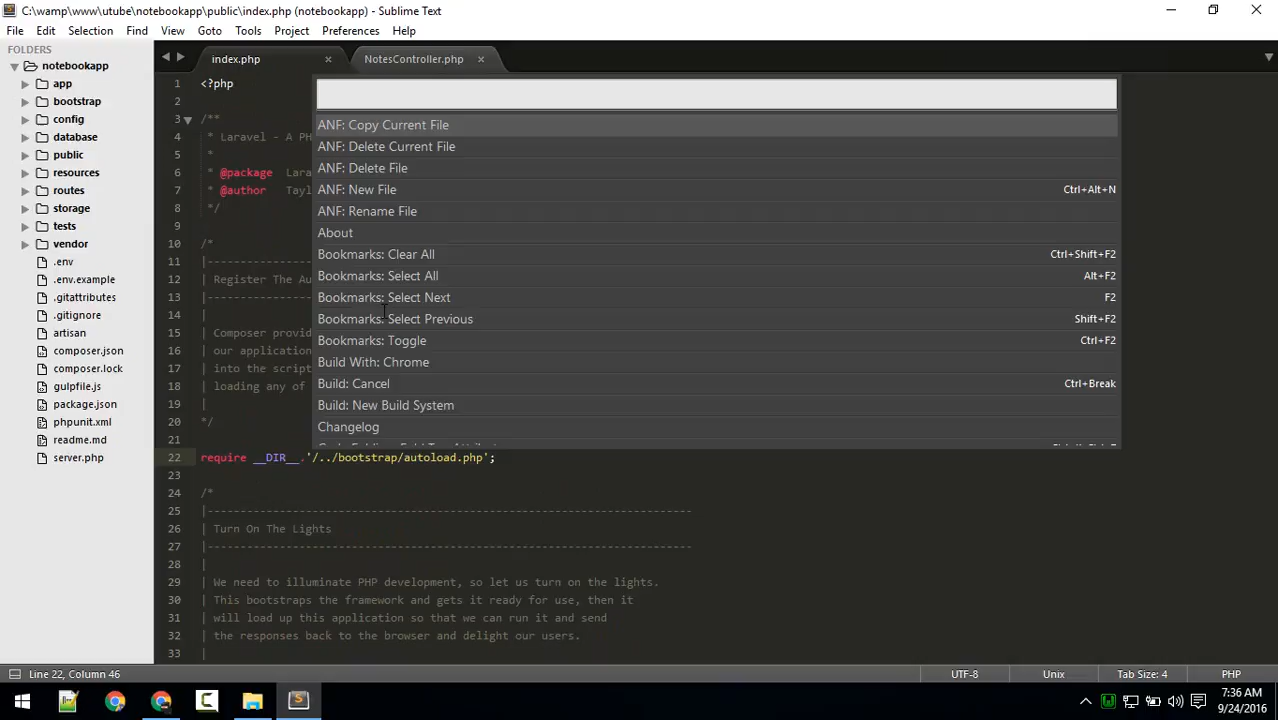 C:\wamp\www\utube\notebookapp\public\index.php (notebookapp) - Sublime Text
File Edit Selection Find View Goto Tools Project Preferences Help
FOLDERS
notebookapp
app
bootstrap
config
database
public
resources
routes
storage
tests
vendor
.env
.env.example
.gitattributes
.gitignore
artisan
composer.json
composer.lock
gulpfile.js
package.json
phpunit.xml
readme.md
server.php
index.php NotesController.php
1 <?php
2
3 /**
4 * Laravel - A PH
5 *
6 * @package Lara
7 * @author Tayl
8 */
9
10 /*
11 |--------------
12 | Register The Au
13 |--------------
14 |
15 | Composer provid
16 | our application
17 | into the script
18 | loading any of
19 |
20 */
21
22 require __DIR__.'/../bootstrap/autoload.php';
23
24 /*
25 |--------------------------------------------------------------------------
26 | Turn On The Lights
27 |--------------------------------------------------------------------------
28 |
29 | We need to illuminate PHP development, so let us turn on the lights.
30 | This bootstraps the framework and gets it ready for use, then it
31 | will load up this application so that we can run it and send
32 | the responses back to the browser and delight our users.
33 |
ANF: Copy Current File
ANF: Delete Current File
ANF: Delete File
ANF: New File Ctrl+Alt+N
ANF: Rename File
About
Bookmarks: Clear All Ctrl+Shift+F2
Bookmarks: Select All Alt+F2
Bookmarks: Select Next F2
Bookmarks: Select Previous Shift+F2
Bookmarks: Toggle Ctrl+F2
Build With: Chrome
Build: Cancel Ctrl+Break
Build: New Build System
Changelog
Line 22, Column 46 UTF-8 Unix Tab Size: 4 PHP
7:36 AM
9/24/2016